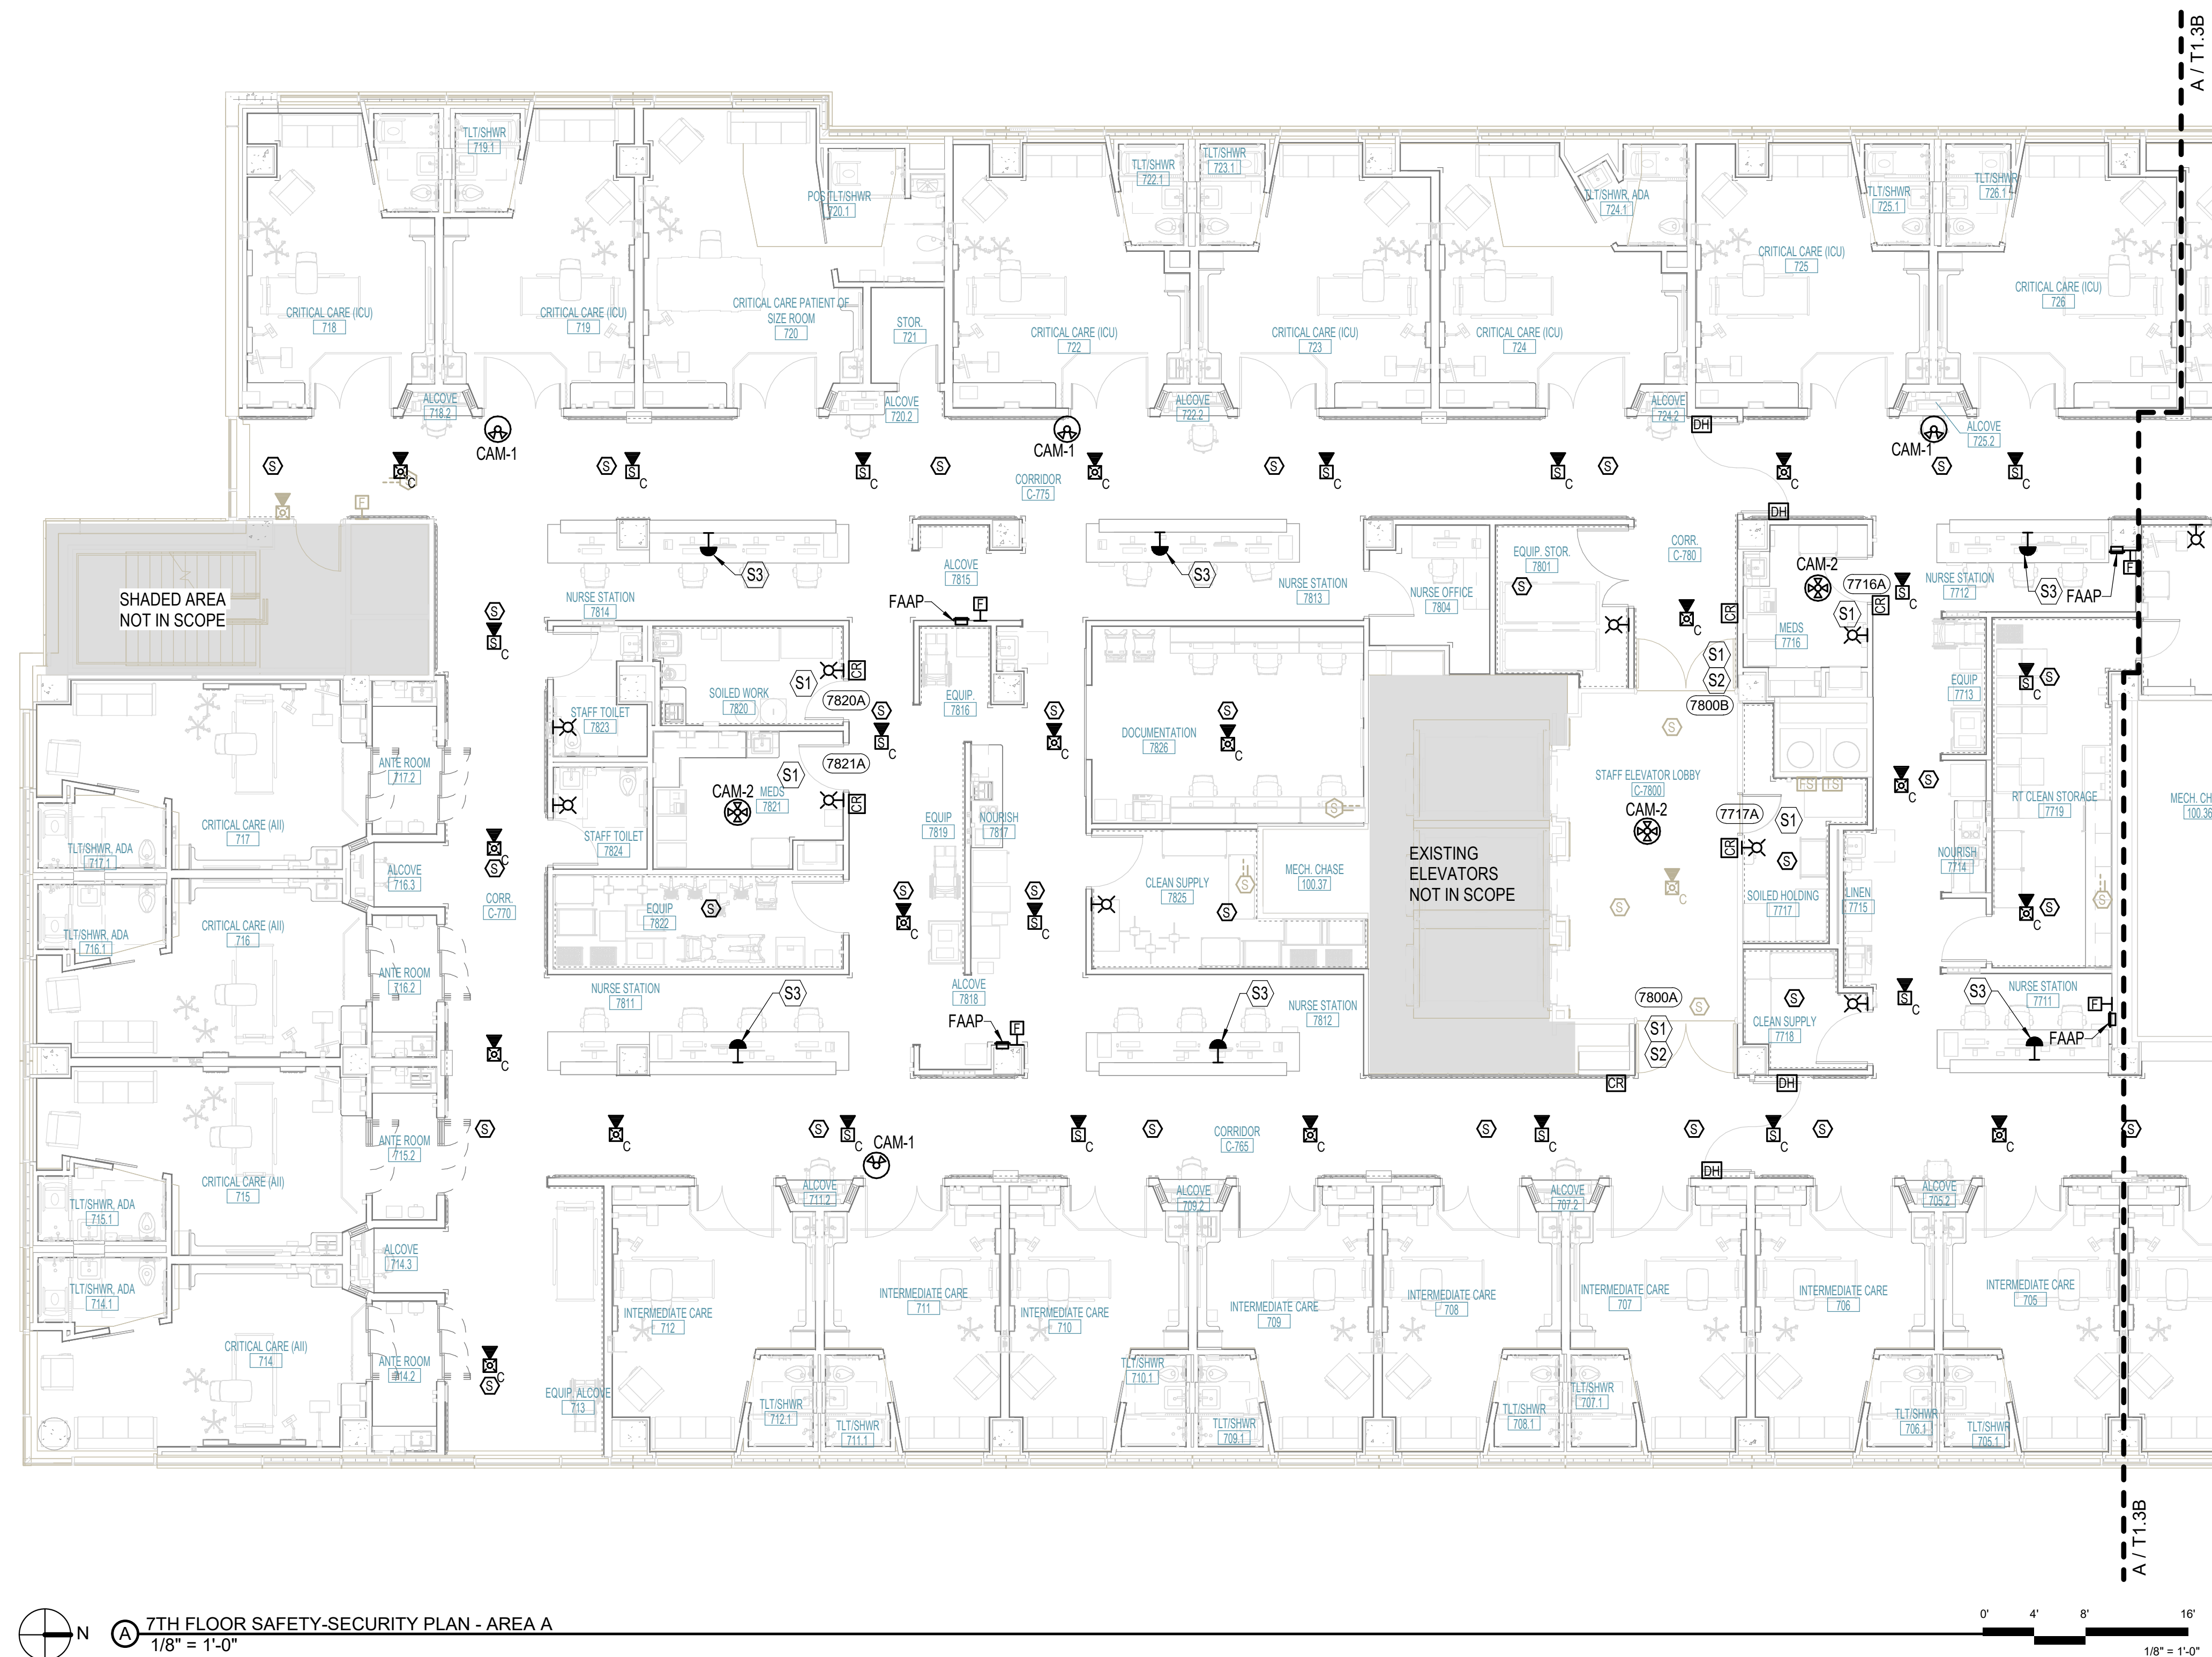 A / T1.3B
TLT/SHWR
719.1
TLT/SHWR
722.1
TLT/SHWR
723.1
POS TLT/SHWR
720.1
TLT/SHWR, ADA
724.1
TLT/SHWR
725.1
TLT/SHWR
726.1
CRITICAL CARE (ICU)
718
CRITICAL CARE (ICU)
719
CRITICAL CARE PATIENT OF
SIZE ROOM
720
STOR.
721
CRITICAL CARE (ICU)
722
CRITICAL CARE (ICU)
723
CRITICAL CARE (ICU)
724
CRITICAL CARE (ICU)
725
CRITICAL CARE (ICU)
726
ALCOVE
718.2
ALCOVE
720.2
ALCOVE
722.2
ALCOVE
724.2
ALCOVE
725.2
DH
CAM-1
CAM-1
CAM-1
S
S
S
S
S
S
C
S C
S C
C
S C
S C
C
S C
CORRIDOR
C-775
F
DH
SHADED AREA
NOT IN SCOPE
NURSE STATION
7814
S3
ALCOVE
7815
FAAP
F
S3
NURSE STATION
7813
NURSE OFFICE
7804
EQUIP. STOR.
7801
S
CORR.
C-780
CAM-2
7716A
S1
CR
CR
MEDS
7716
S C
C
NURSE STATION
7712
S3
FAAP
F
S
S C
SOILED WORK
7820
S1
CR
7820A
STAFF TOILET
7823
EQUIP.
7816
S
S C
S
C
DOCUMENTATION
7826
S
C
S
S1
S2
7800B
S
EQUIP
7713
S C
S
7821A
S1
CAM-2
MEDS
7821
CR
STAFF TOILET
7824
EQUIP
7819
NOURISH
7817
STAFF ELEVATOR LOBBY
C-7800
CAM-2
FS
TS
7717A
S1
CR
S
SOILED HOLDING
7717
C
S
RT CLEAN STORAGE
7719
MECH. CH
100.36
NOURISH
7714
LINEN
7715
ANTE ROOM
717.2
CRITICAL CARE (AII)
717
TLT/SHWR, ADA
717.1
C
S
ALCOVE
716.3
CORR.
C-770
CRITICAL CARE (AII)
716
TLT/SHWR, ADA
716.1
ANTE ROOM
716.2
EQUIP
7822
S
S
C
S
C
CLEAN SUPPLY
7825
S
S
MECH. CHASE
100.37
EXISTING
ELEVATORS
NOT IN SCOPE
S
C
C
S
S
NURSE STATION
7811
S3
ALCOVE
7818
FAAP
F
S3
NURSE STATION
7812
7800A
S
S1
S2
CR
CLEAN SUPPLY
7718
S
S C
DH
S3
NURSE STATION
7711
F
FAAP
C
S
C
S
S C
CAM-1
C
S
CORRIDOR
C-765
C
S
S C
S
S C
S
C
S
DH
ANTE ROOM
715.2
CRITICAL CARE (AII)
715
TLT/SHWR, ADA
715.1
ALCOVE
714.3
TLT/SHWR, ADA
714.1
CRITICAL CARE (AII)
714
ANTE ROOM
714.2
C
S
EQUIP. ALCOVE
713
ALCOVE
711.2
ALCOVE
709.2
ALCOVE
707.2
ALCOVE
705.2
INTERMEDIATE CARE
712
INTERMEDIATE CARE
711
INTERMEDIATE CARE
710
INTERMEDIATE CARE
709
INTERMEDIATE CARE
708
INTERMEDIATE CARE
707
INTERMEDIATE CARE
706
INTERMEDIATE CARE
705
TLT/SHWR
712.1
TLT/SHWR
711.1
TLT/SHWR
710.1
TLT/SHWR
709.1
TLT/SHWR
708.1
TLT/SHWR
707.1
TLT/SHWR
706.1
TLT/SHWR
705.1
A / T1.3B
N
A
7TH FLOOR SAFETY-SECURITY PLAN - AREA A
1/8" = 1'-0"
0' 4' 8' 16'
1/8" = 1'-0"